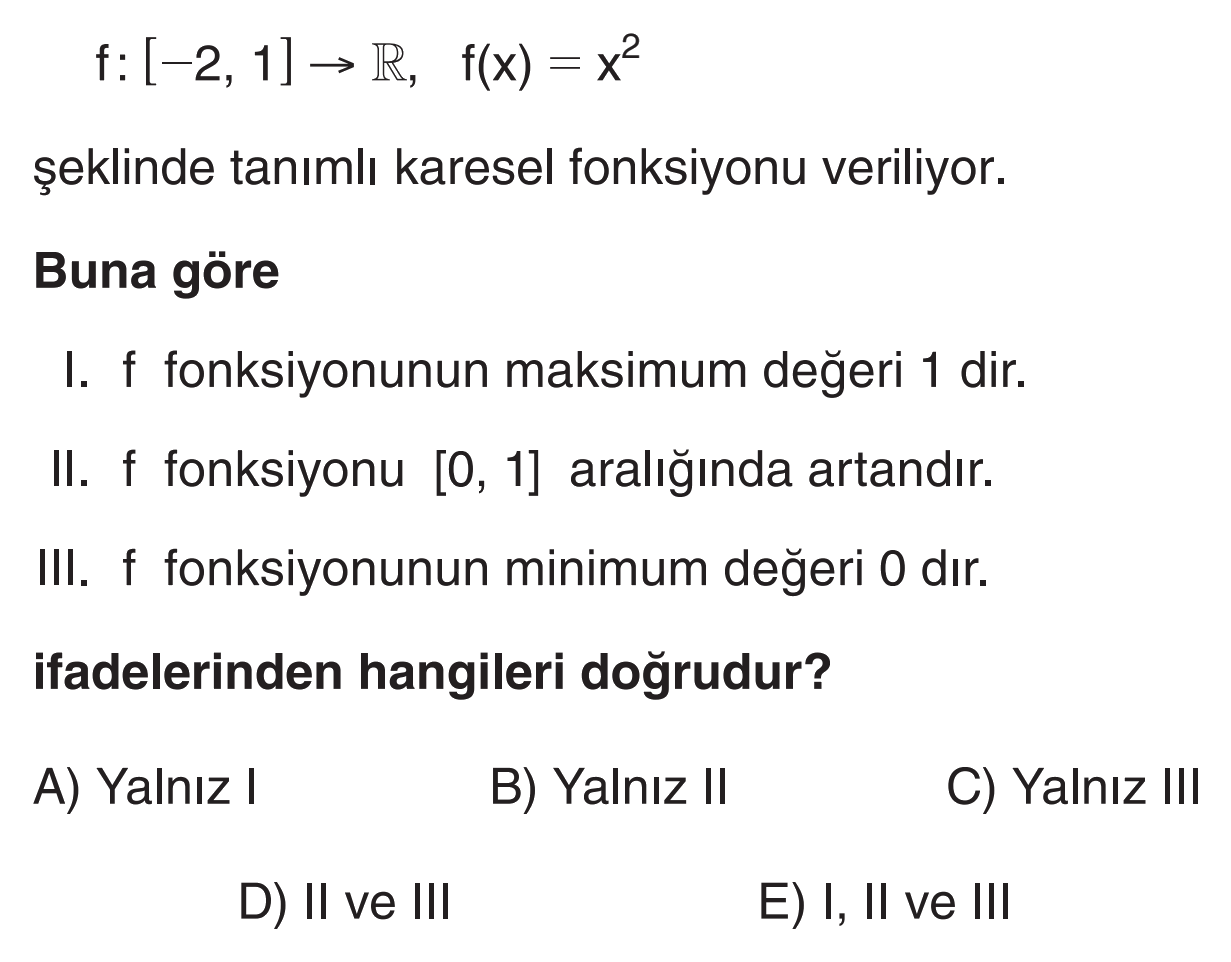 f: [−2, 1] → ℝ, f(x) = x²
şeklinde tanımlı karesel fonksiyonu veriliyor.
Buna göre
I. f fonksiyonunun maksimum değeri 1 dir.
II. f fonksiyonu [0, 1] aralığında artandır.
III. f fonksiyonunun minimum değeri 0 dır.
ifadelerinden hangileri doğrudur?
A) Yalnız I B) Yalnız II C) Yalnız III
D) II ve III E) I, II ve III